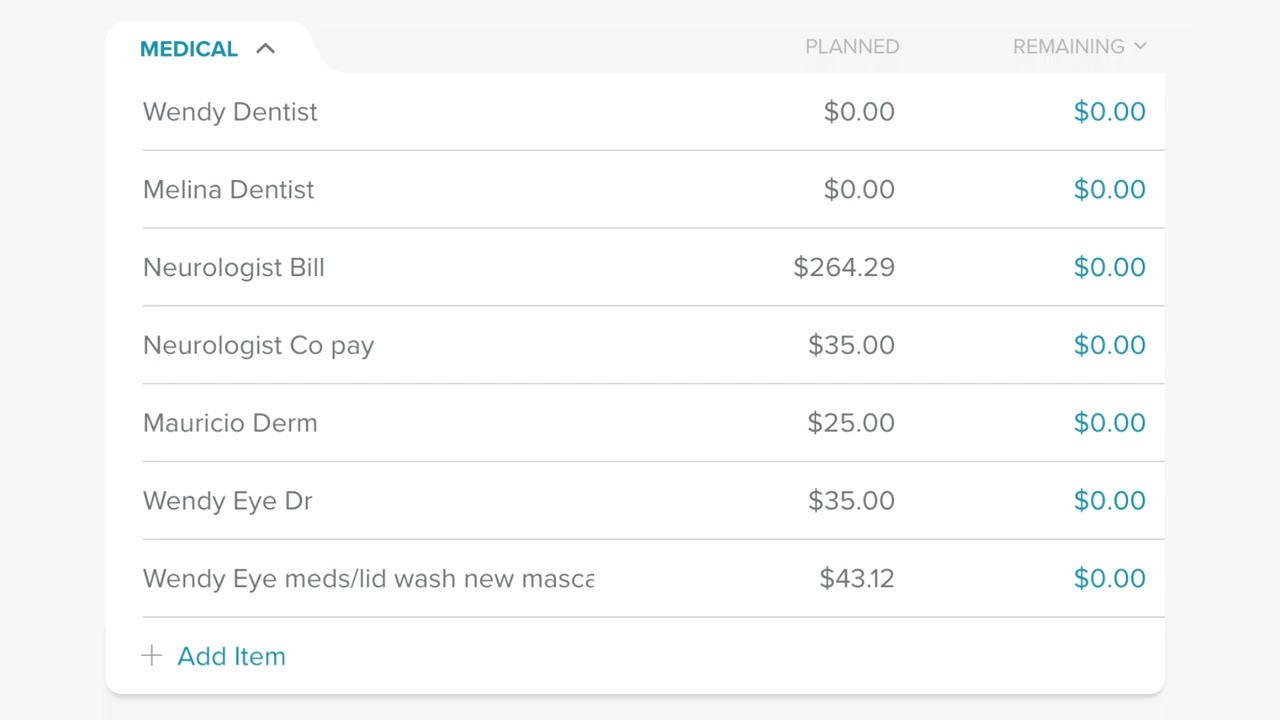 MEDICAL PLANNED REMAINING
Wendy Dentist $0.00 $0.00
Melina Dentist $0.00 $0.00
Neurologist Bill $264.29 $0.00
Neurologist Co pay $35.00 $0.00
Mauricio Derm $25.00 $0.00
Wendy Eye Dr $35.00 $0.00
Wendy Eye meds/lid wash new masca $43.12 $0.00
+ Add Item